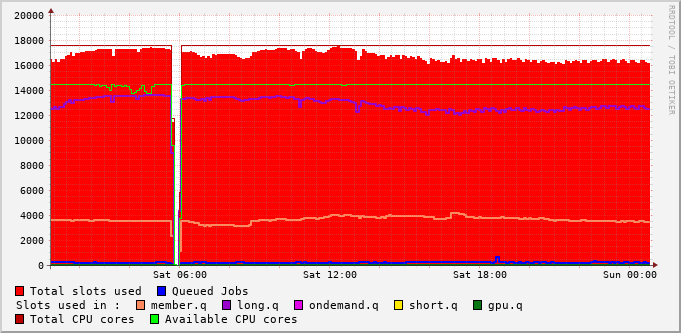 20000
18000
16000
14000
12000
10000
8000
6000
4000
2000
0
Sat 06:00 Sat 12:00 Sat 18:00 Sun 00:00
Total slots used Queued Jobs
Slots used in : member.q long.q ondemand.q short.q gpu.q
Total CPU cores Available CPU cores
RRDTOOL / TOBI OETIKER